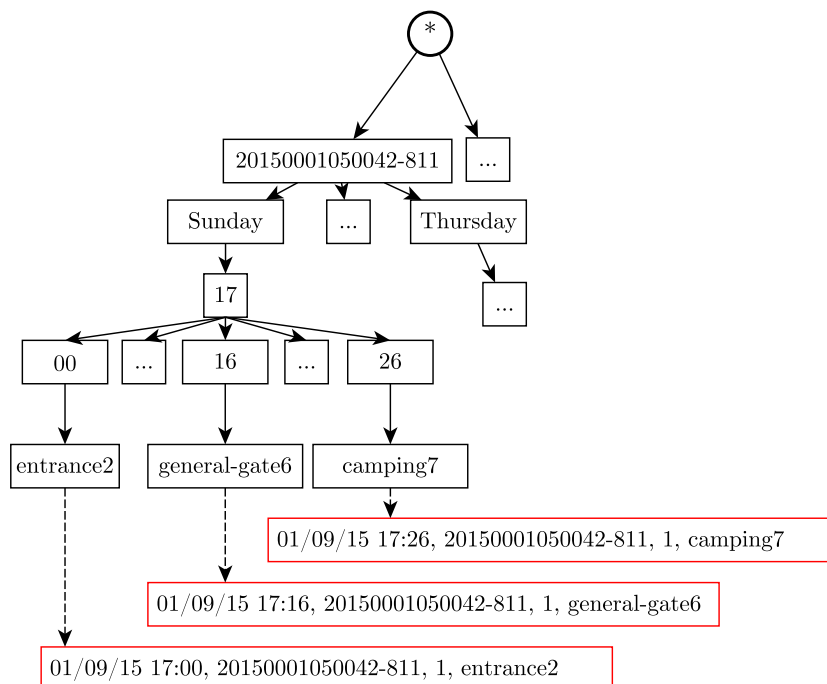 *
20150001050042-811
...
Sunday
...
Thursday
17
...
00
...
16
...
26
entrance2
general-gate6
camping7
01/09/15 17:26, 20150001050042-811, 1, camping7
01/09/15 17:16, 20150001050042-811, 1, general-gate6
01/09/15 17:00, 20150001050042-811, 1, entrance2